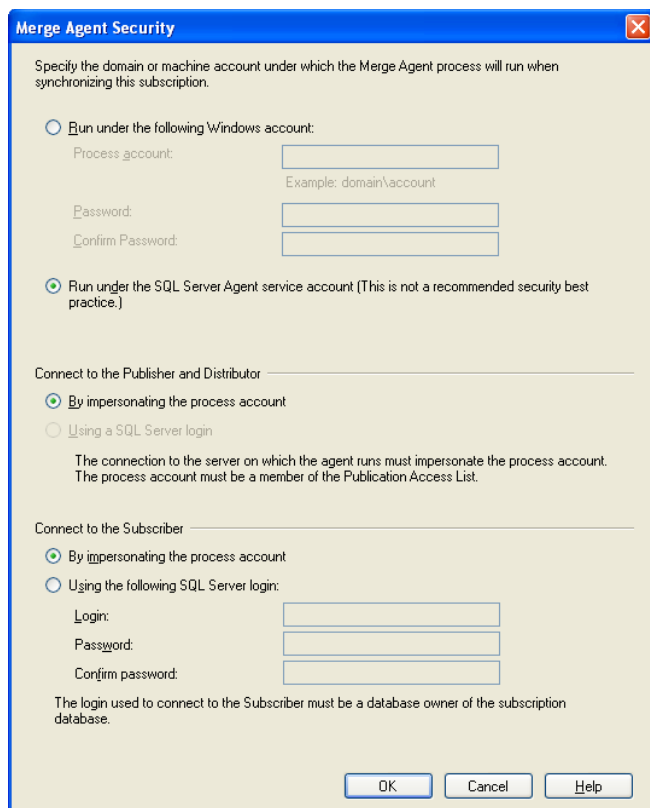 Merge Agent Security
Specify the domain or machine account under which the Merge Agent process will run when
synchronizing this subscription.
Run under the following Windows account:
Process account:
Example: domain\account
Password:
Confirm Password:
Run under the SQL Server Agent service account (This is not a recommended security best
practice.)
Connect to the Publisher and Distributor
By impersonating the process account
Using a SQL Server login
The connection to the server on which the agent runs must impersonate the process account.
The process account must be a member of the Publication Access List.
Connect to the Subscriber
By impersonating the process account
Using the following SQL Server login:
Login:
Password:
Confirm password:
The login used to connect to the Subscriber must be a database owner of the subscription
database.
OK Cancel Help